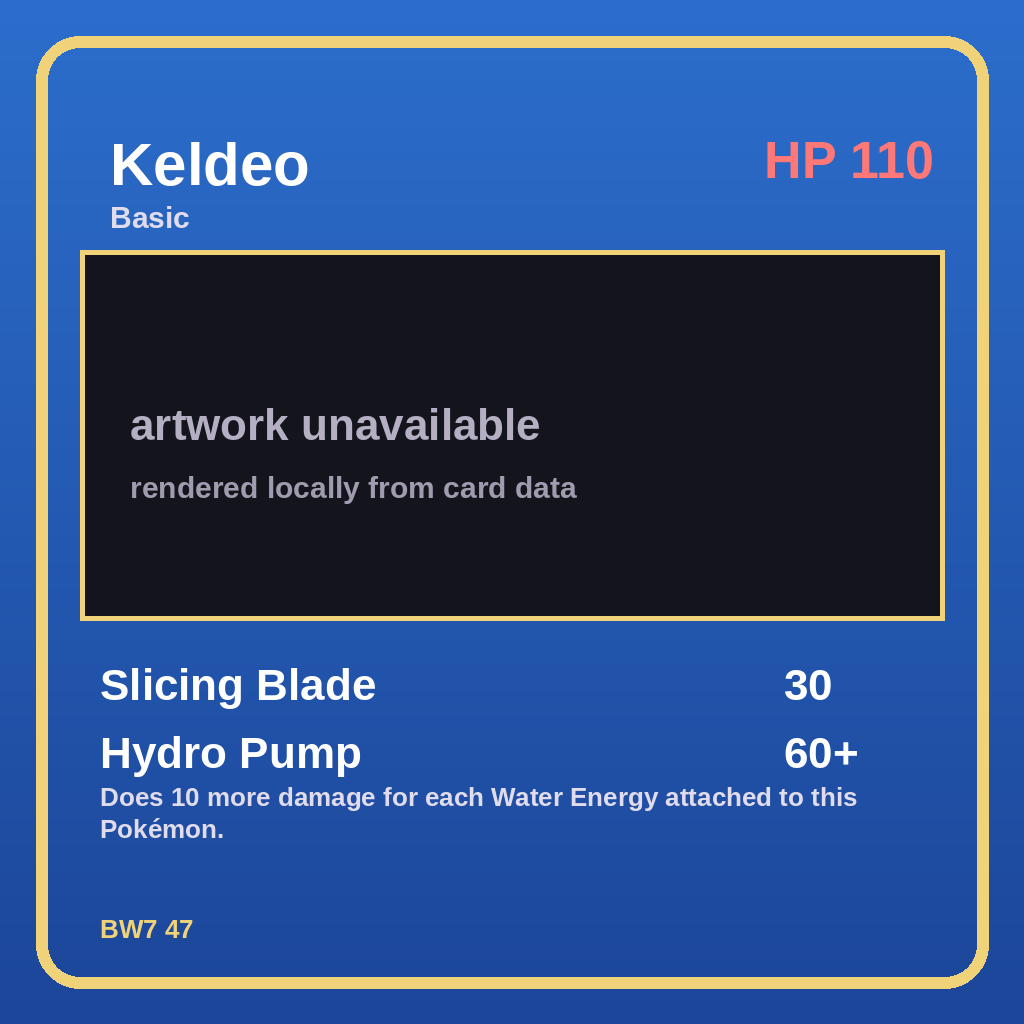 Keldeo
HP 110
Basic
artwork unavailable
rendered locally from card data
Slicing Blade 30
Hydro Pump 60+
Does 10 more damage for each Water Energy attached to this
Pokémon.
BW7 47